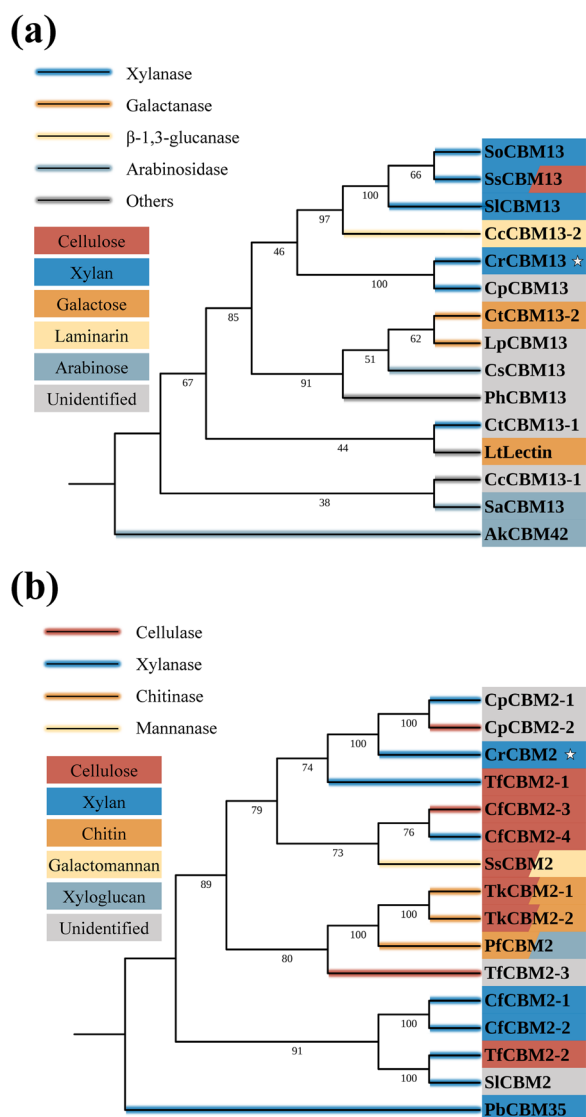 (a)
Xylanase
Galactanase
β-1,3-glucanase
Arabinosidase
Others
Cellulose
Xylan
Galactose
Laminarin
Arabinose
Unidentified
SoCBM13
SsCBM13
SlCBM13
CcCBM13-2
CrCBM13
CpCBM13
CtCBM13-2
LpCBM13
CsCBM13
PhCBM13
CtCBM13-1
LtLectin
CcCBM13-1
SaCBM13
AkCBM42
66
100
97
46
100
85
62
51
91
67
44
38
(b)
Cellulase
Xylanase
Chitinase
Mannanase
Cellulose
Xylan
Chitin
Galactomannan
Xyloglucan
Unidentified
CpCBM2-1
CpCBM2-2
CrCBM2
TfCBM2-1
CfCBM2-3
CfCBM2-4
SsCBM2
TkCBM2-1
TkCBM2-2
PfCBM2
TfCBM2-3
CfCBM2-1
CfCBM2-2
TfCBM2-2
SlCBM2
PbCBM35
100
100
74
79
76
73
89
100
100
80
100
91
100